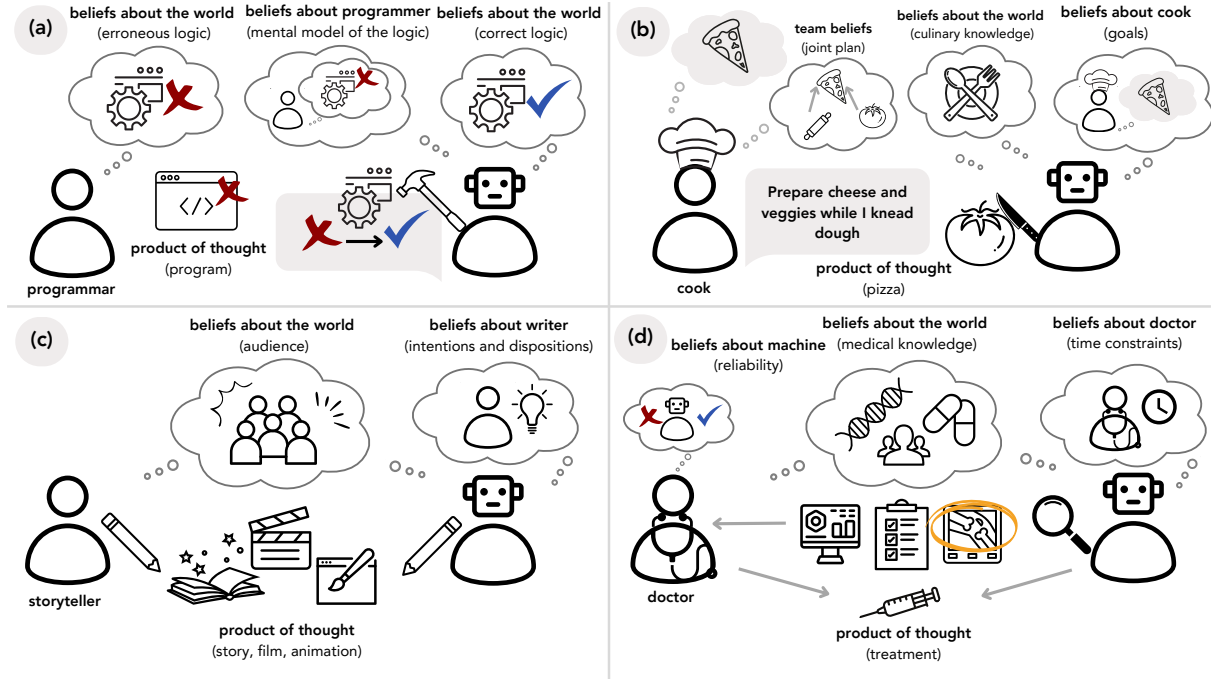 (a)
beliefs about the world
(erroneous logic)
beliefs about programmer
(mental model of the logic)
beliefs about the world
(correct logic)
</>
product of thought
(program)
programmar
(b)
team beliefs
(joint plan)
beliefs about the world
(culinary knowledge)
beliefs about cook
(goals)
Prepare cheese and
veggies while I knead
dough
product of thought
(pizza)
cook
(c)
beliefs about the world
(audience)
beliefs about writer
(intentions and dispositions)
storyteller
product of thought
(story, film, animation)
(d)
beliefs about machine
(reliability)
beliefs about the world
(medical knowledge)
beliefs about doctor
(time constraints)
doctor
product of thought
(treatment)